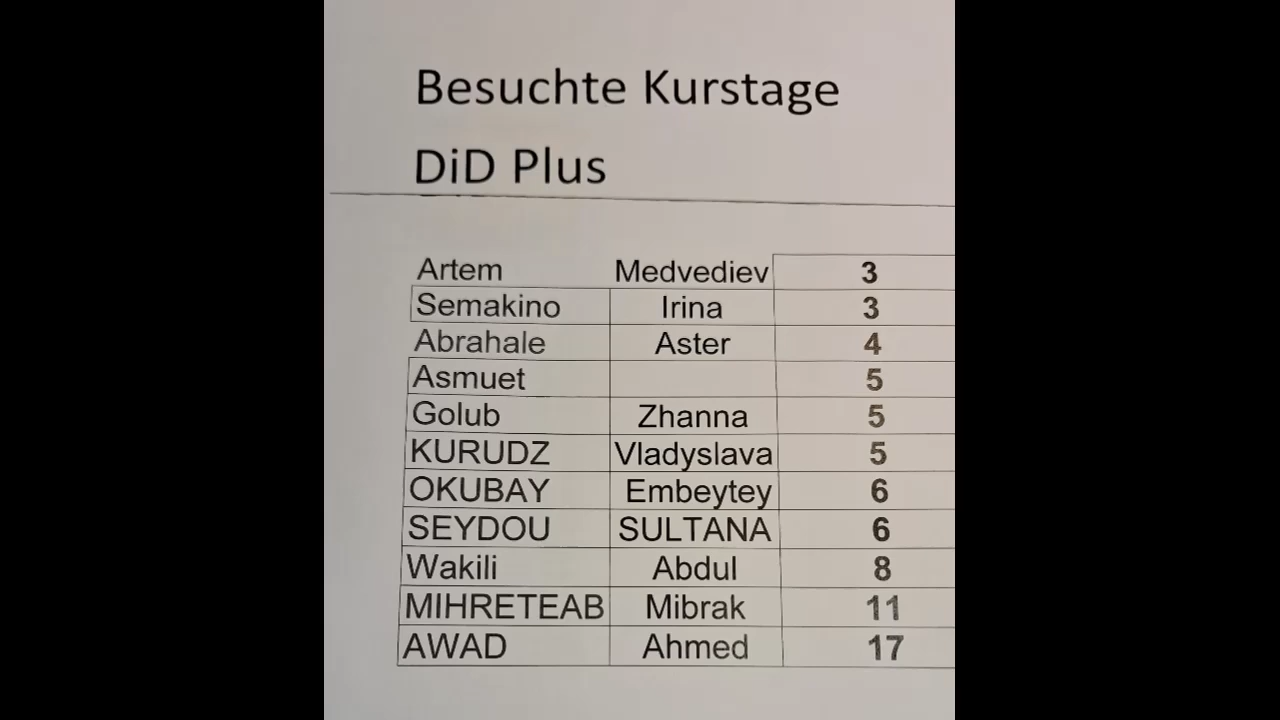 Besuchte Kurstage
DiD Plus
Artem Medvediev 3
Semakino Irina 3
Abrahale Aster 4
Asmuet 5
Golub Zhanna 5
KURUDZ Vladyslava 5
OKUBAY Embeytey 6
SEYDOU SULTANA 6
Wakili Abdul 8
MIHRETEAB Mibrak 11
AWAD Ahmed 17